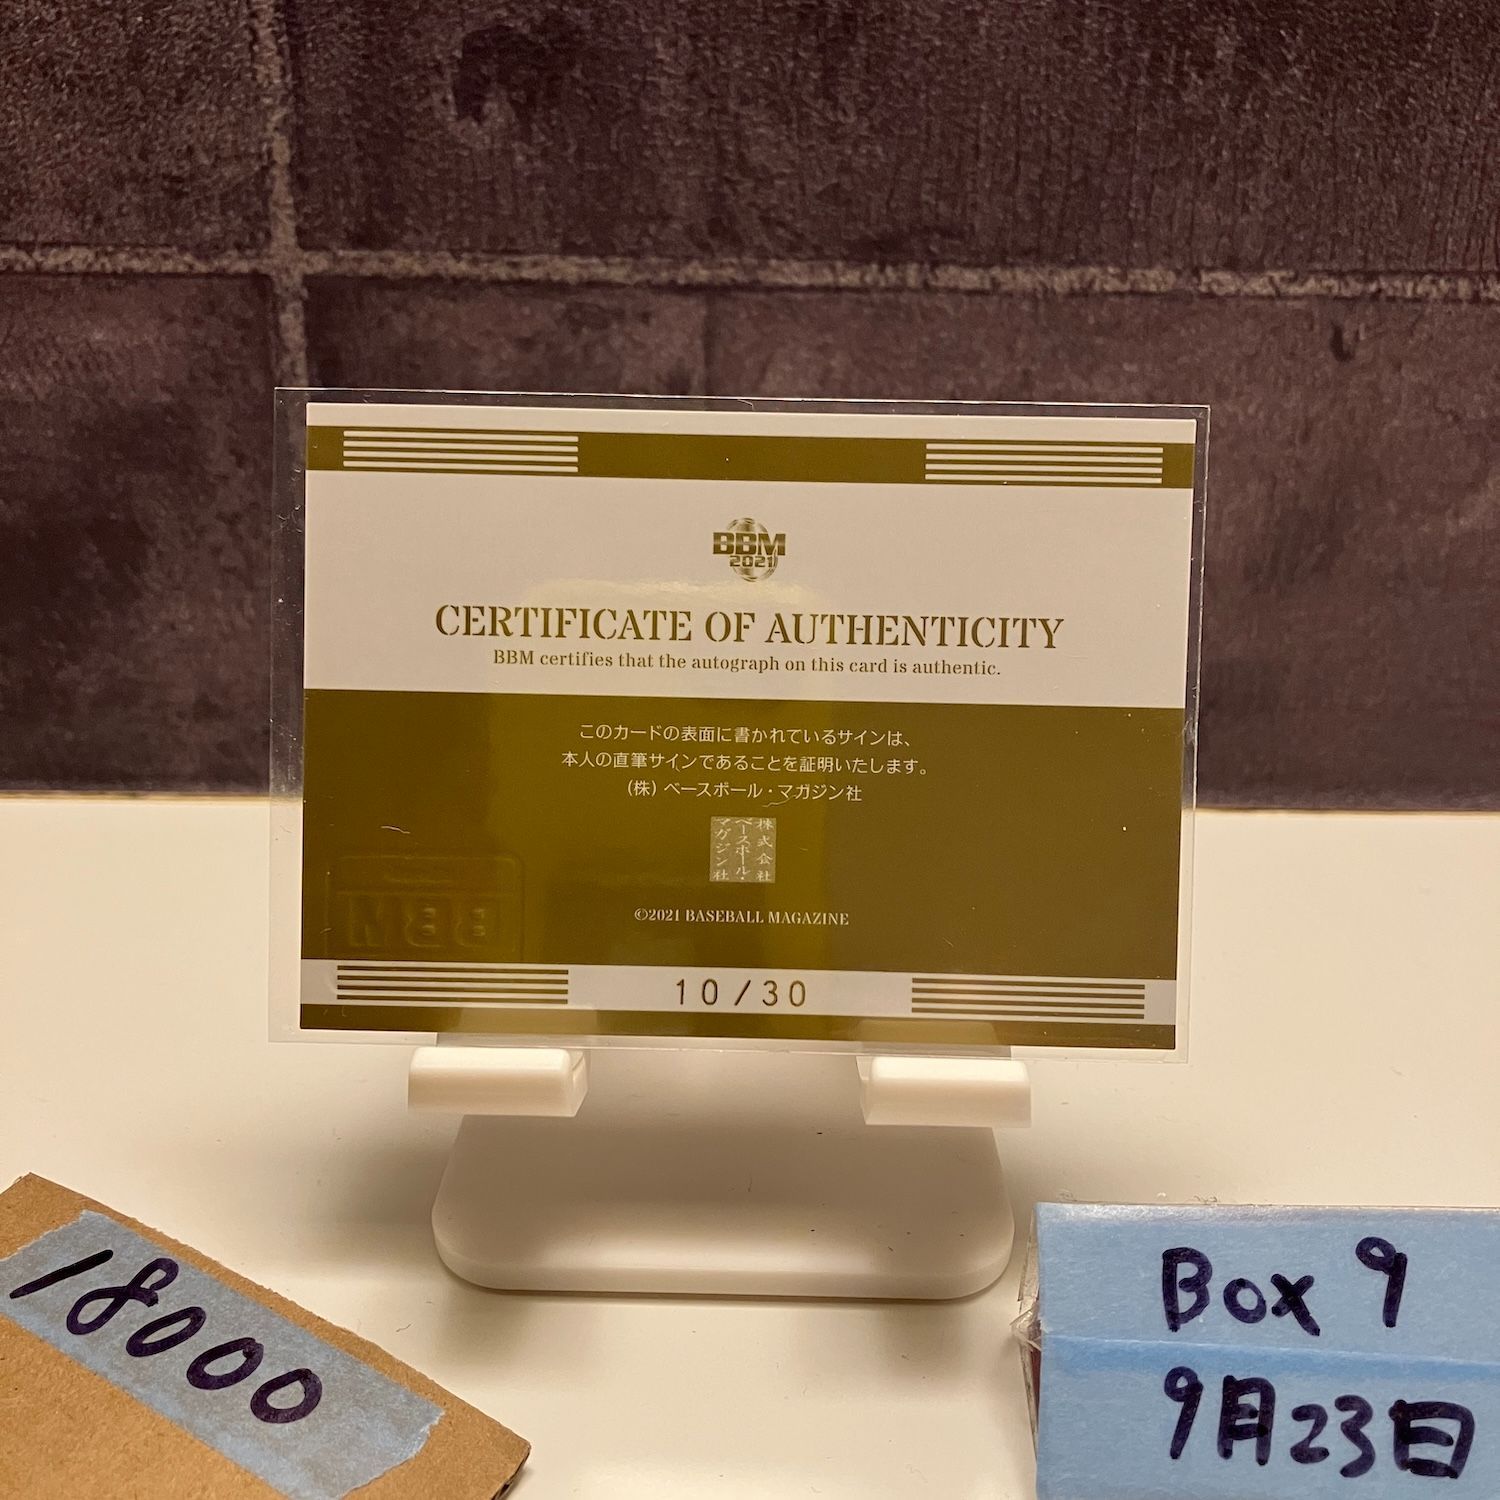 BBM
2021
CERTIFICATE OF AUTHENTICITY
BBM certifies that the autograph on this card is authentic.
このカードの表面に書かれているサインは、
本人の直筆サインであることを証明いたします。
(株) ベースボール・マガジン社
株式会社
ベースボール・
マガジン社
©2021 BASEBALL MAGAZINE
BBM
10/30
18000
Box 9
9月23日